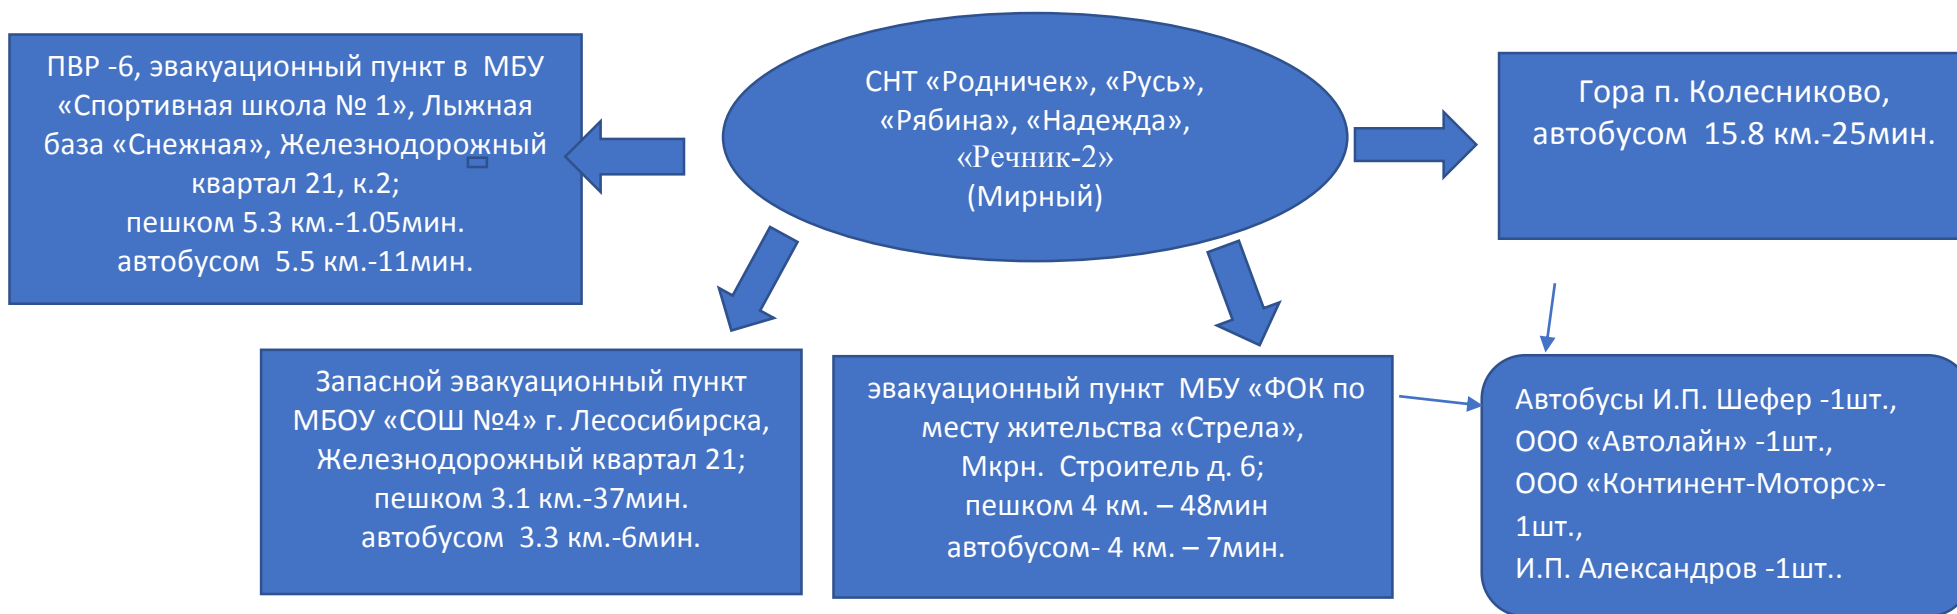 ПВР -6, эвакуационный пункт в  МБУ
«Спортивная школа № 1», Лыжная
база «Снежная», Железнодорожный
квартал 21, к.2;
пешком 5.3 км.-1.05мин.
автобусом  5.5 км.-11мин.
СНТ «Родничек», «Русь»,
«Рябина», «Надежда»,
«Речник-2»
(Мирный)
Гора п. Колесниково,
автобусом  15.8 км.-25мин.
Запасной эвакуационный пункт
МБОУ «СОШ №4» г. Лесосибирска,
Железнодорожный квартал 21;
пешком 3.1 км.-37мин.
автобусом  3.3 км.-6мин.
эвакуационный пункт  МБУ «ФОК по
месту жительства «Стрела»,
Мкрн.  Строитель д. 6;
пешком 4 км. – 48мин
автобусом- 4 км. – 7мин.
Автобусы И.П. Шефер -1шт.,
ООО «Автолайн» -1шт.,
ООО «Континент-Моторс»-
1шт.,
И.П. Александров -1шт..